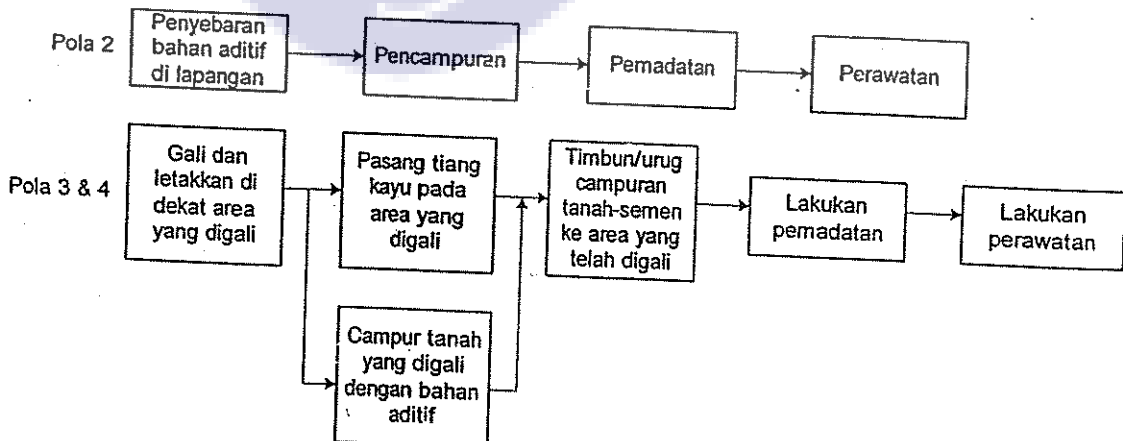 Pola 2
Penyebaran
bahan aditif
di lapangan
Pencampuran
Pemadatan
Perawatan
Pola 3 & 4
Gali dan
letakkan di
dekat area
yang digali
Pasang tiang
kayu pada
area yang
digali
Timbun/urug
campuran
tanah-semen
ke area yang
telah digali
Lakukan
pemadatan
Lakukan
perawatan
Campur tanah
yang digali
dengan bahan
aditif